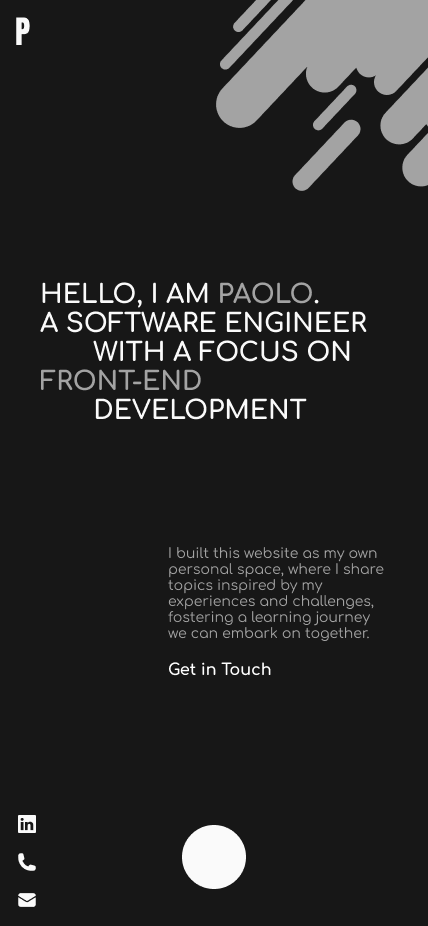 P
HELLO, I AM PAOLO.
A SOFTWARE ENGINEER
WITH A FOCUS ON
FRONT-END
DEVELOPMENT
I built this website as my own
personal space, where I share
topics inspired by my
experiences and challenges,
fostering a learning journey
we can embark on together.
Get in Touch
in